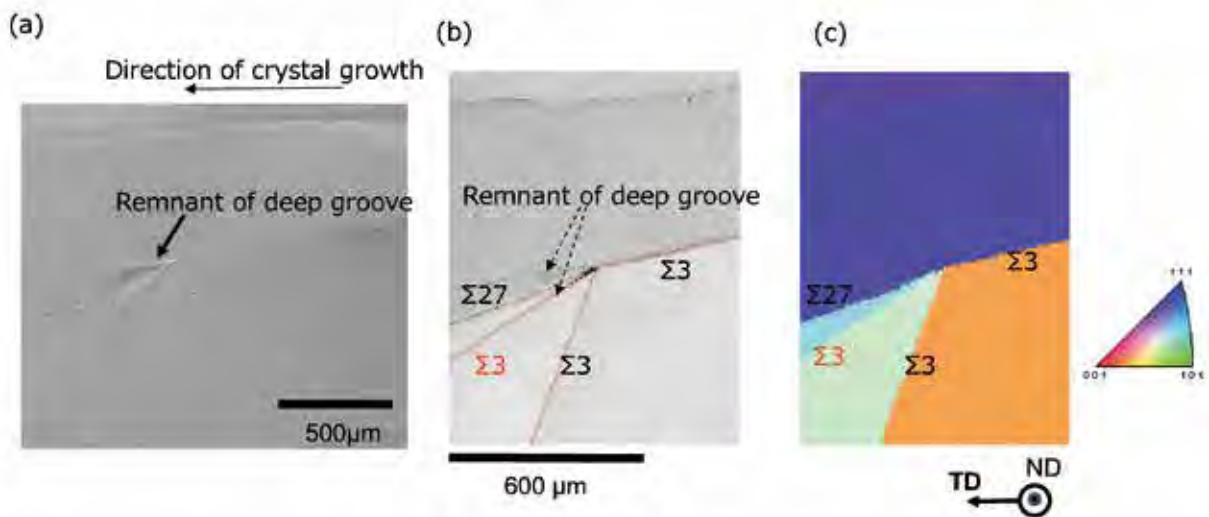 (a)
Direction of crystal growth
Remnant of deep groove
500μm
(b)
Remnant of deep groove
Σ3
Σ27
Σ3
Σ3
600 μm
(c)
Σ3
Σ27
Σ3
Σ3
111
001
101
TD
ND